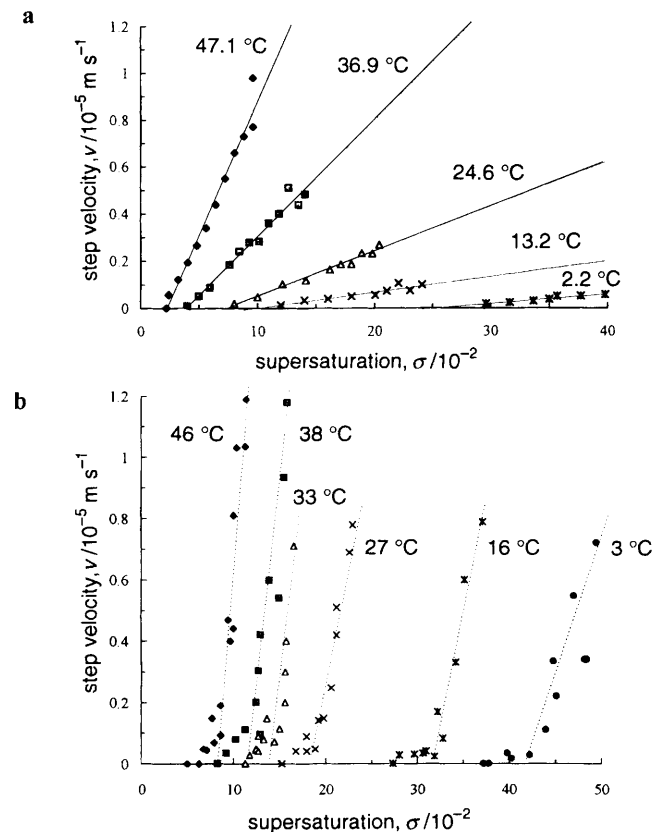 a
step velocity, v/10⁻⁵ m s⁻¹
1.2
1
0.8
0.6
0.4
0.2
0
47.1 °C
36.9 °C
24.6 °C
13.2 °C
2.2 °C
0 10 20 30 40
supersaturation, σ/10⁻²
b
step velocity, v/10⁻⁵ m s⁻¹
1.2
1
0.8
0.6
0.4
0.2
0
46 °C
38 °C
33 °C
27 °C
16 °C
3 °C
0 10 20 30 40 50
supersaturation, σ/10⁻²